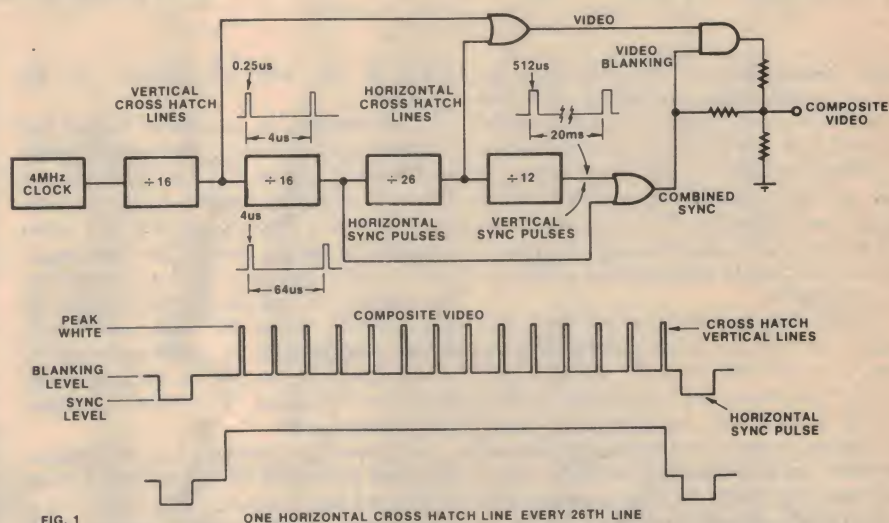 VIDEO
0.25us
VERTICAL
CROSS HATCH
LINES
4us
HORIZONTAL
CROSS HATCH
LINES
512us
20ms
VIDEO
BLANKING
COMPOSITE
VIDEO
4MHz
CLOCK
÷16
÷16
÷26
÷12
4us
64us
HORIZONTAL
SYNC PULSES
VERTICAL
SYNC PULSES
COMBINED
SYNC
PEAK
WHITE
COMPOSITE VIDEO
CROSS HATCH
VERTICAL LINES
BLANKING
LEVEL
SYNC
LEVEL
HORIZONTAL
SYNC PULSE
FIG. 1
ONE HORIZONTAL CROSS HATCH LINE EVERY 26TH LINE